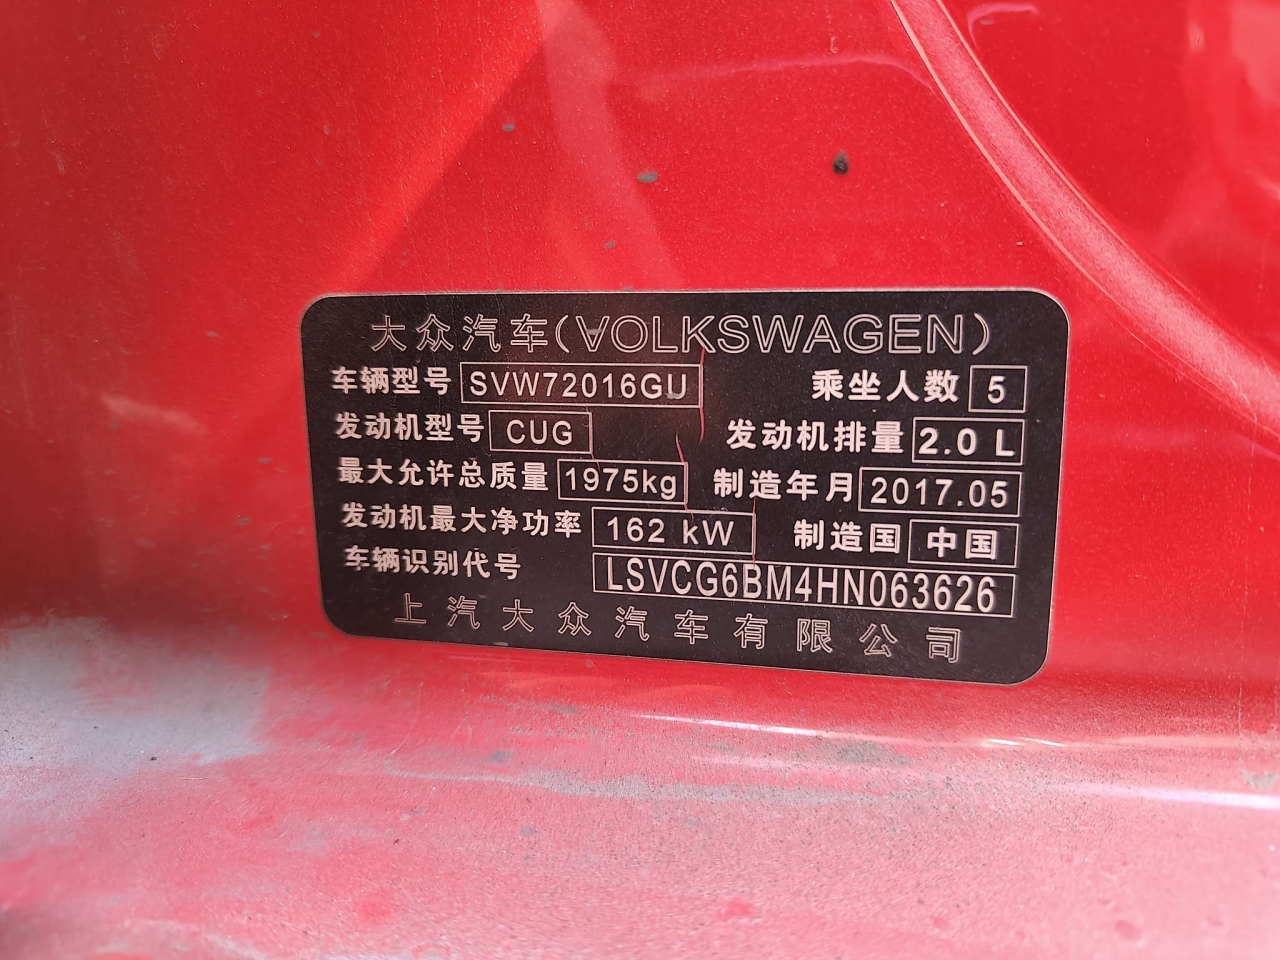 大众汽车(VOLKSWAGEN)
车辆型号 SVW72016GU 乘坐人数 5
发动机型号 CUG 发动机排量 2.0 L
最大允许总质量 1975kg 制造年月 2017.05
发动机最大净功率 162 kW 制造国 中国
车辆识别代号 LSVCG6BM4HN063626
上汽大众汽车有限公司